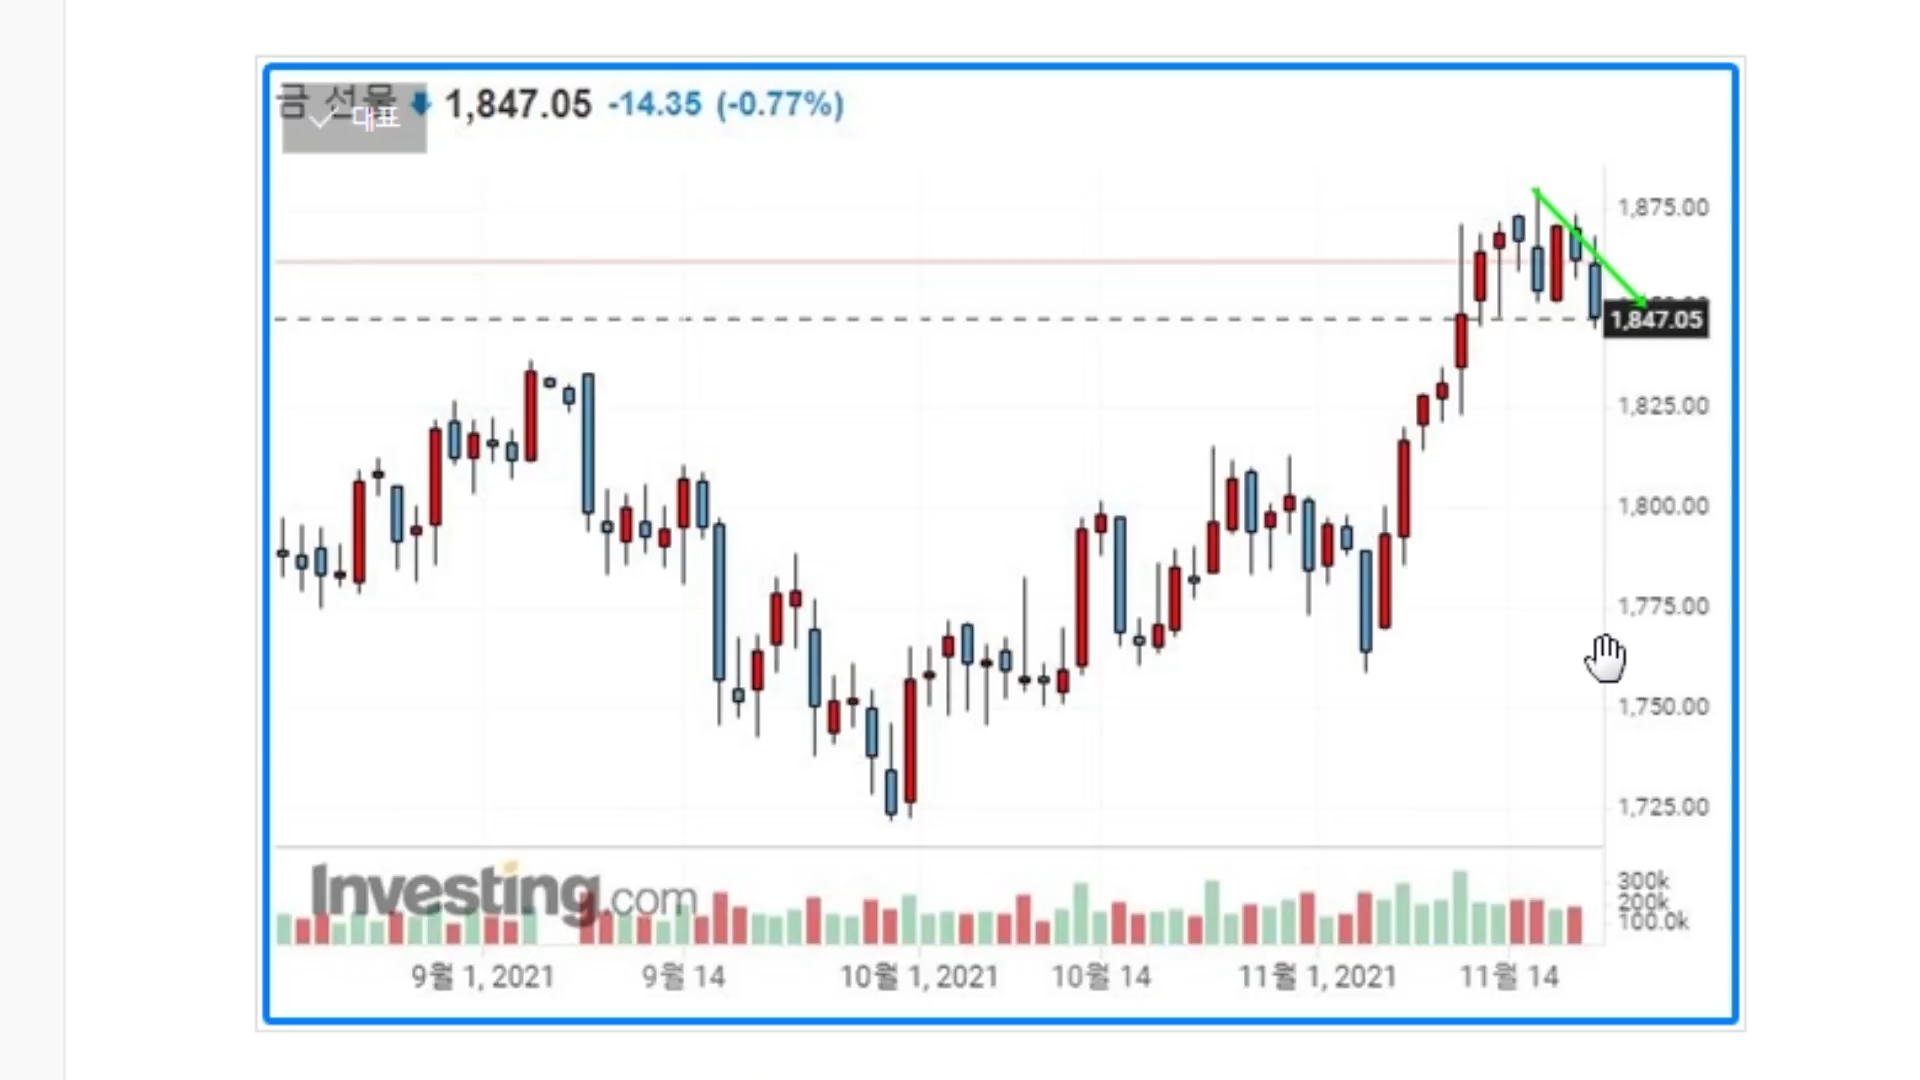 금 선물 1,847.05 -14.35 (-0.77%)
대표
1,875.00
1,847.05
1,825.00
1,800.00
1,775.00
1,750.00
1,725.00
Investing.com
300k
200k
100.0k
9월 1, 2021 9월 14 10월 1, 2021 10월 14 11월 1, 2021 11월 14